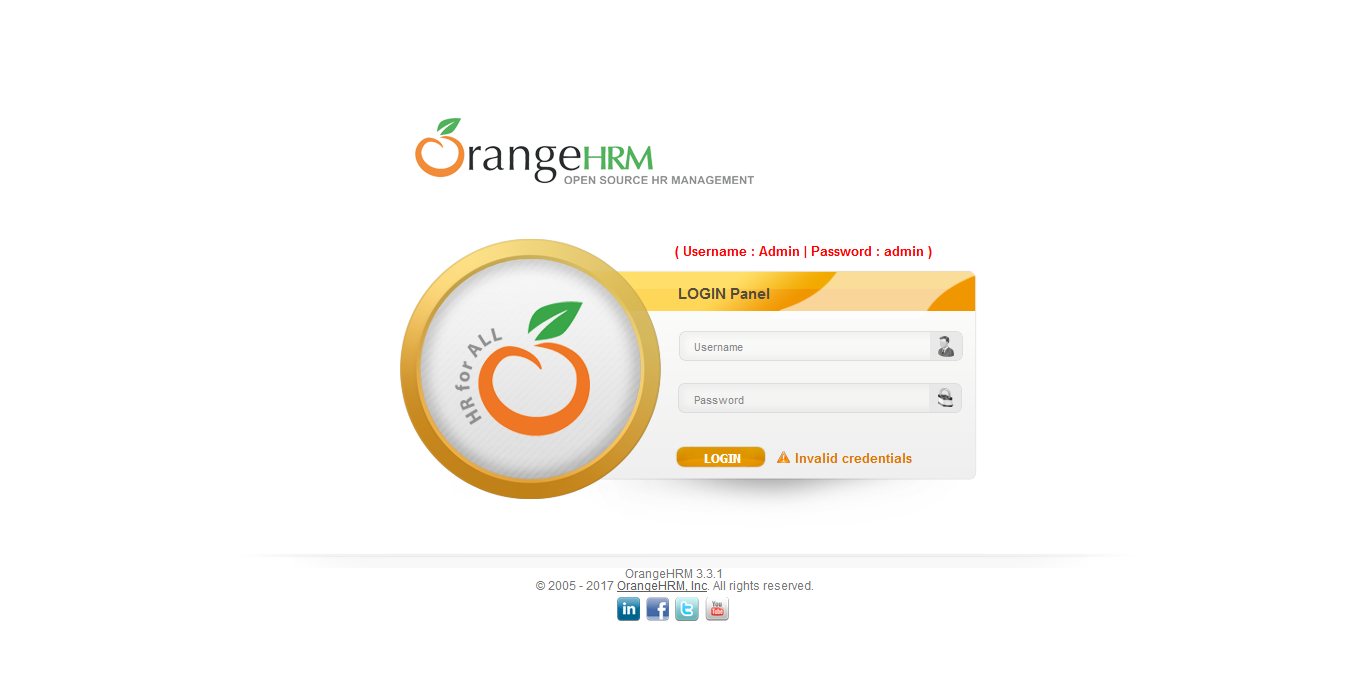 OrangeHRM
OPEN SOURCE HR MANAGEMENT
( Username : Admin | Password : admin )
LOGIN Panel
HR for ALL
Username
Password
LOGIN
Invalid credentials
OrangeHRM 3.3.1
© 2005 - 2017 OrangeHRM, Inc. All rights reserved.
in f t You Tube